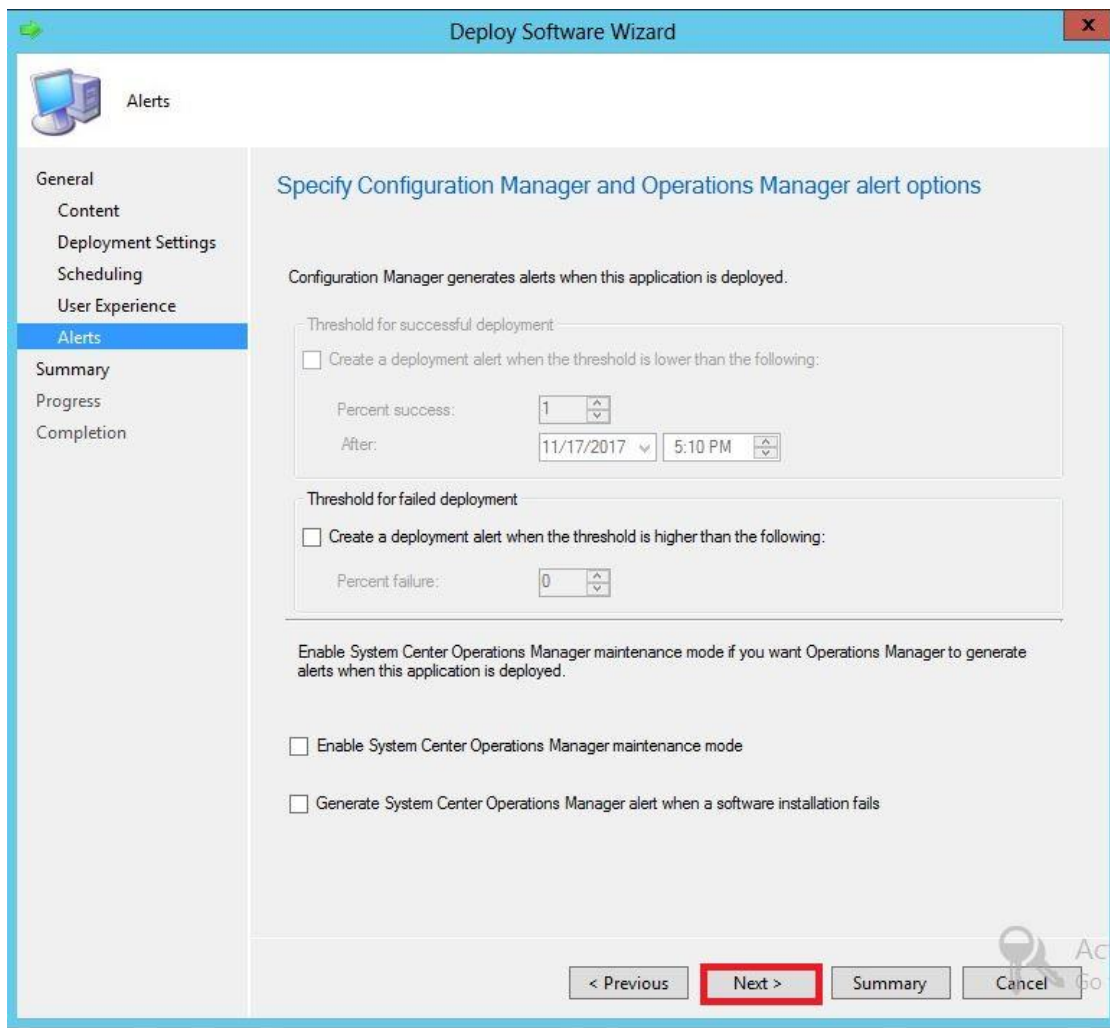 Deploy Software Wizard
x
Alerts
General
Content
Deployment Settings
Scheduling
User Experience
Alerts
Summary
Progress
Completion
Specify Configuration Manager and Operations Manager alert options
Configuration Manager generates alerts when this application is deployed.
Threshold for successful deployment
Create a deployment alert when the threshold is lower than the following:
Percent success: 1
After: 11/17/2017 5:10 PM
Threshold for failed deployment
Create a deployment alert when the threshold is higher than the following:
Percent failure: 0
Enable System Center Operations Manager maintenance mode if you want Operations Manager to generate
alerts when this application is deployed.
Enable System Center Operations Manager maintenance mode
Generate System Center Operations Manager alert when a software installation fails
Ac
< Previous Next > Summary Cancel Go